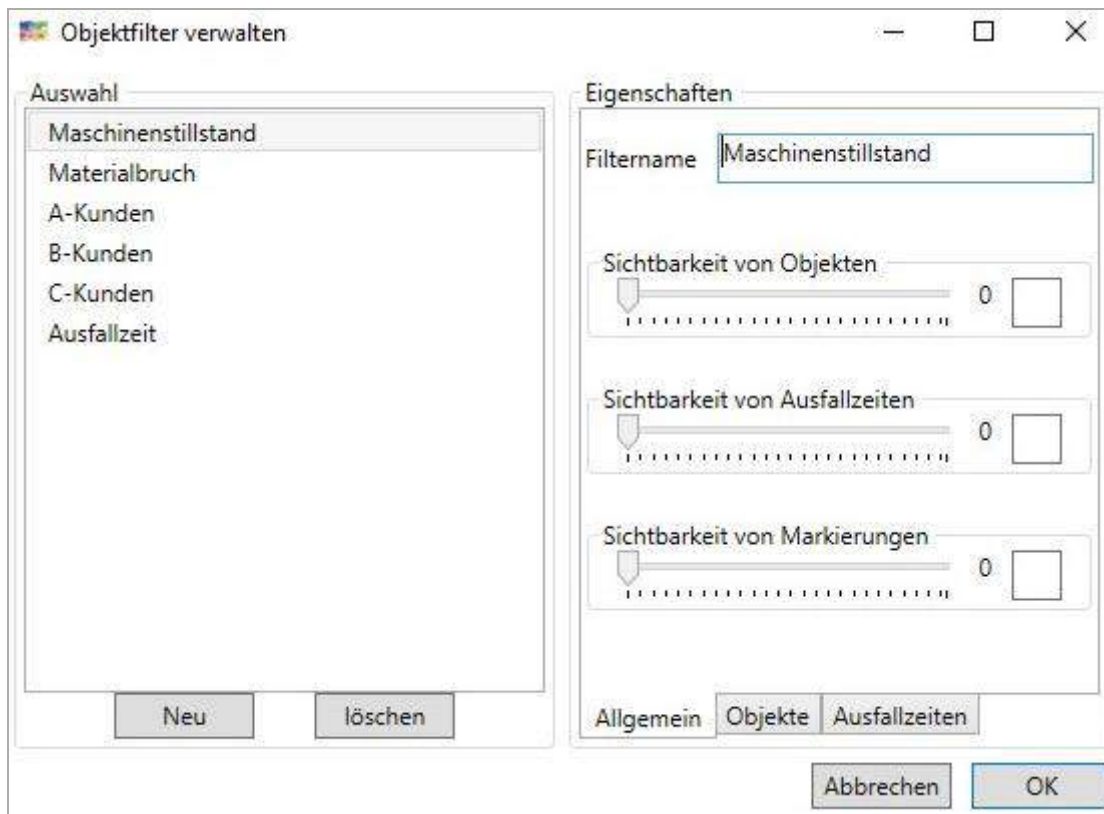 Objektfilter verwalten
Auswahl
Maschinenstillstand
Materialbruch
A-Kunden
B-Kunden
C-Kunden
Ausfallzeit
Neu
löschen
Eigenschaften
Filtername
Maschinenstillstand
Sichtbarkeit von Objekten
0
Sichtbarkeit von Ausfallzeiten
0
Sichtbarkeit von Markierungen
0
Allgemein
Objekte
Ausfallzeiten
Abbrechen
OK